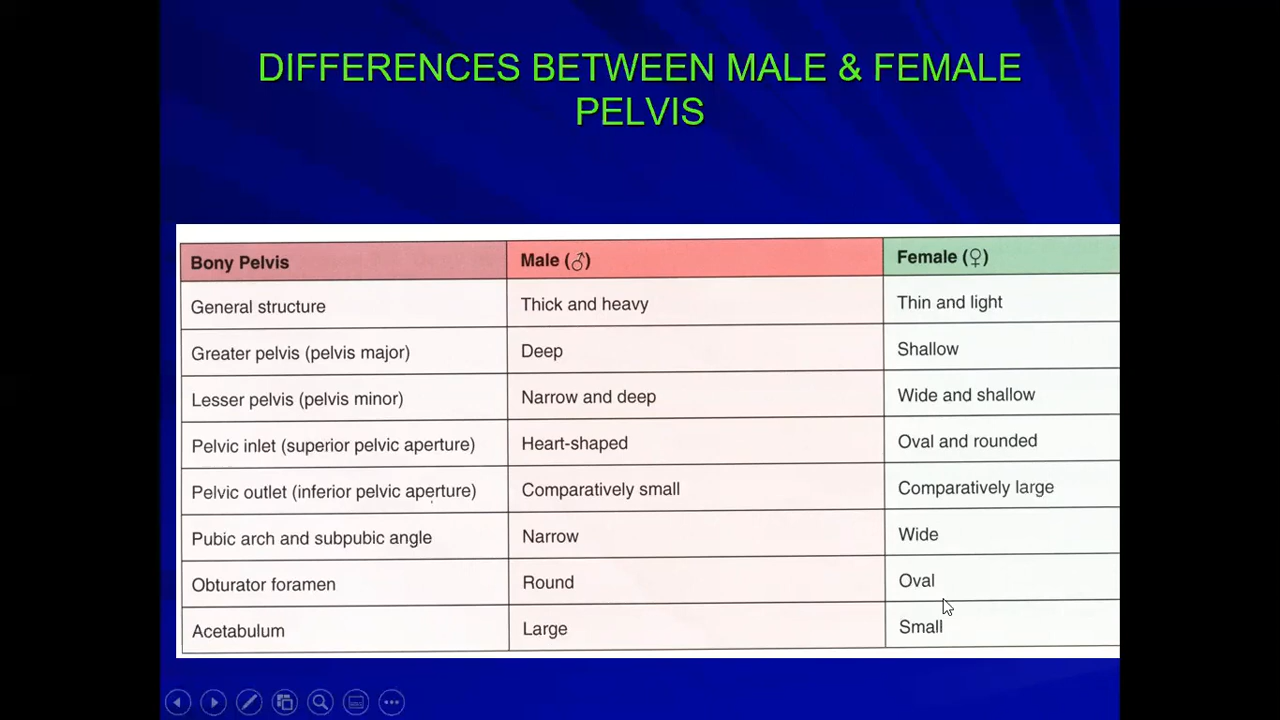 DIFFERENCES BETWEEN MALE & FEMALE
PELVIS
Bony Pelvis Male (♂) Female (♀)
General structure Thick and heavy Thin and light
Greater pelvis (pelvis major) Deep Shallow
Lesser pelvis (pelvis minor) Narrow and deep Wide and shallow
Pelvic inlet (superior pelvic aperture) Heart-shaped Oval and rounded
Pelvic outlet (inferior pelvic aperture) Comparatively small Comparatively large
Pubic arch and subpubic angle Narrow Wide
Obturator foramen Round Oval
Acetabulum Large Small